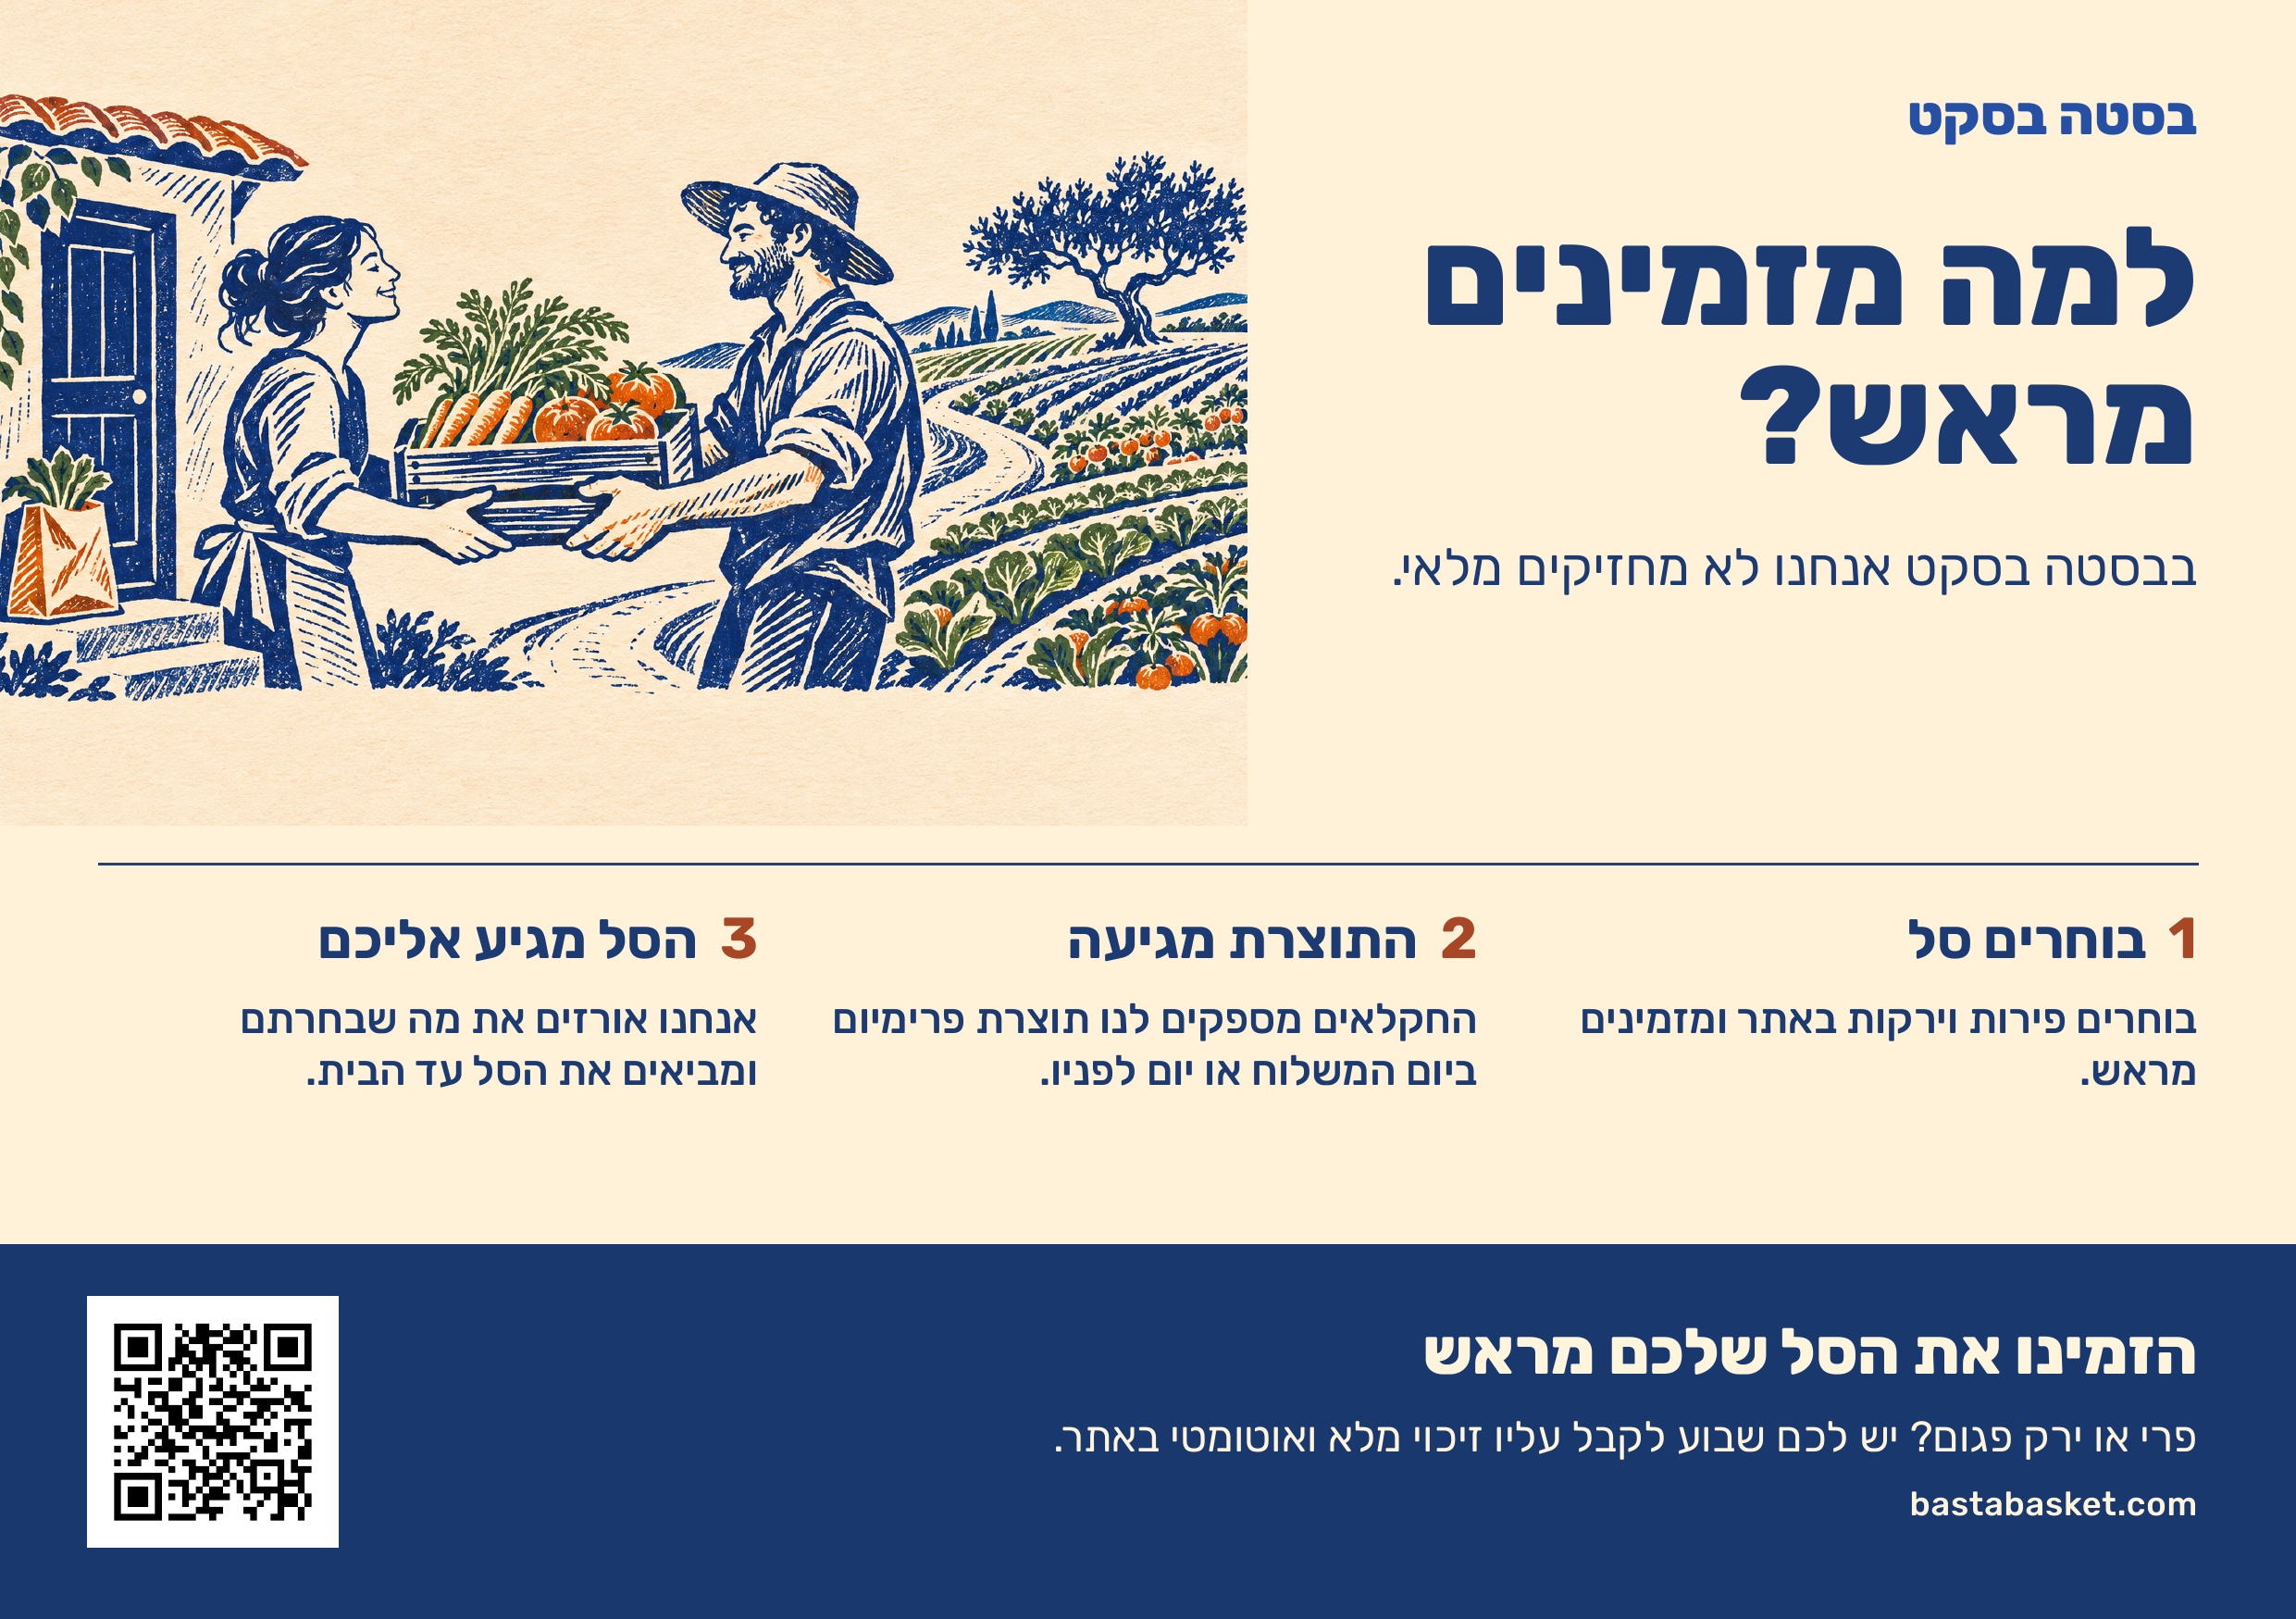 בסטה בסקט
למה מזמינים
מראש?
בבסטה בסקט אנחנו לא מחזיקים מלאי.
1 בוחרים סל
בוחרים פירות וירקות באתר ומזמינים
מראש.
2 התוצרת מגיעה
החקלאים מספקים לנו תוצרת פרימיום
ביום המשלוח או יום לפניו.
3 הסל מגיע אליכם
אנחנו אורזים את מה שבחרתם
ומביאים את הסל עד הבית.
הזמינו את הסל שלכם מראש
פרי או ירק פגום? יש לכם שבוע לקבל עליו זיכוי מלא ואוטומטי באתר.
bastabasket.com